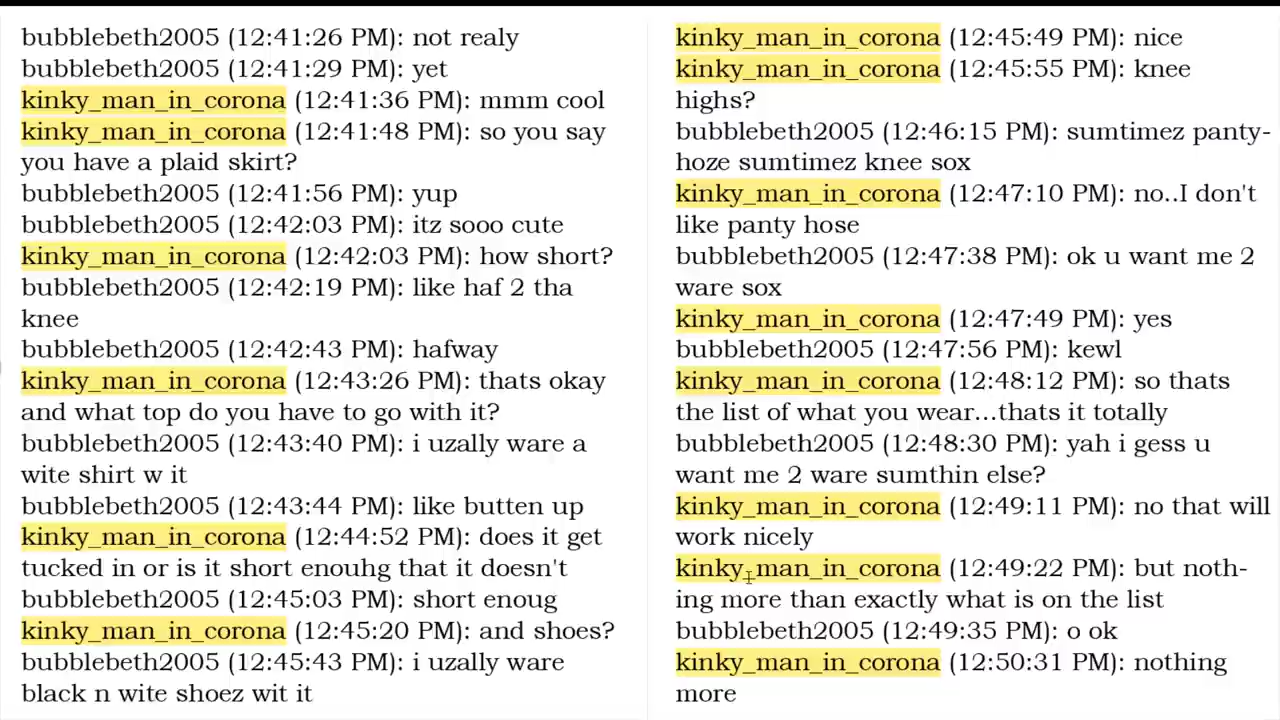 bubblebeth2005 (12:41:26 PM): not realy
bubblebeth2005 (12:41:29 PM): yet
kinky_man_in_corona (12:41:36 PM): mmm cool
kinky_man_in_corona (12:41:48 PM): so you say
you have a plaid skirt?
bubblebeth2005 (12:41:56 PM): yup
bubblebeth2005 (12:42:03 PM): itz sooo cute
kinky_man_in_corona (12:42:03 PM): how short?
bubblebeth2005 (12:42:19 PM): like haf 2 tha
knee
bubblebeth2005 (12:42:43 PM): hafway
kinky_man_in_corona (12:43:26 PM): thats okay
and what top do you have to go with it?
bubblebeth2005 (12:43:40 PM): i uzally ware a
wite shirt w it
bubblebeth2005 (12:43:44 PM): like butten up
kinky_man_in_corona (12:44:52 PM): does it get
tucked in or is it short enouhg that it doesn't
bubblebeth2005 (12:45:03 PM): short enoug
kinky_man_in_corona (12:45:20 PM): and shoes?
bubblebeth2005 (12:45:43 PM): i uzally ware
black n wite shoez wit it
kinky_man_in_corona (12:45:49 PM): nice
kinky_man_in_corona (12:45:55 PM): knee
highs?
bubblebeth2005 (12:46:15 PM): sumtimez panty-
hoze sumtimez knee sox
kinky_man_in_corona (12:47:10 PM): no..I don't
like panty hose
bubblebeth2005 (12:47:38 PM): ok u want me 2
ware sox
kinky_man_in_corona (12:47:49 PM): yes
bubblebeth2005 (12:47:56 PM): kewl
kinky_man_in_corona (12:48:12 PM): so thats
the list of what you wear...thats it totally
bubblebeth2005 (12:48:30 PM): yah i gess u
want me 2 ware sumthin else?
kinky_man_in_corona (12:49:11 PM): no that will
work nicely
kinky_man_in_corona (12:49:22 PM): but noth-
ing more than exactly what is on the list
bubblebeth2005 (12:49:35 PM): o ok
kinky_man_in_corona (12:50:31 PM): nothing
more